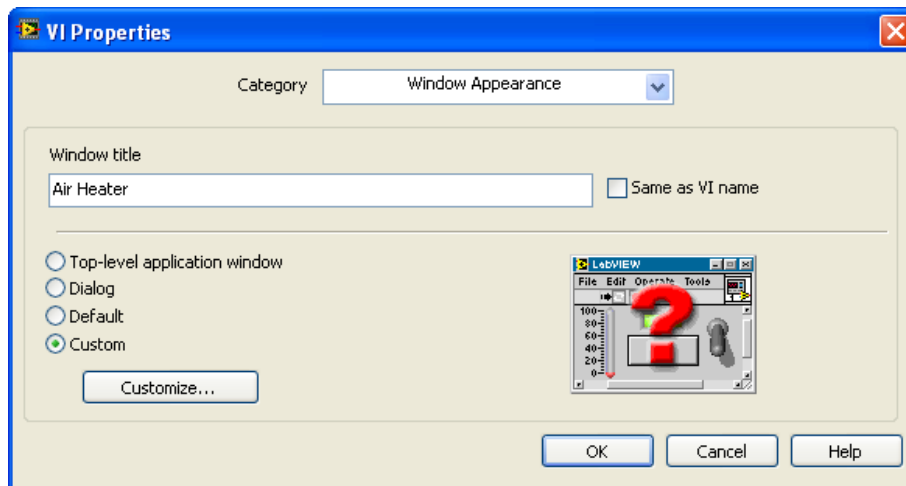 VI Properties
Category Window Appearance
Window title
Air Heater Same as VI name
Top-level application window
Dialog
Default
Custom
Customize...
LabVIEW
File Edit Operate Tools
100
80
60
40
20
0
OK Cancel Help